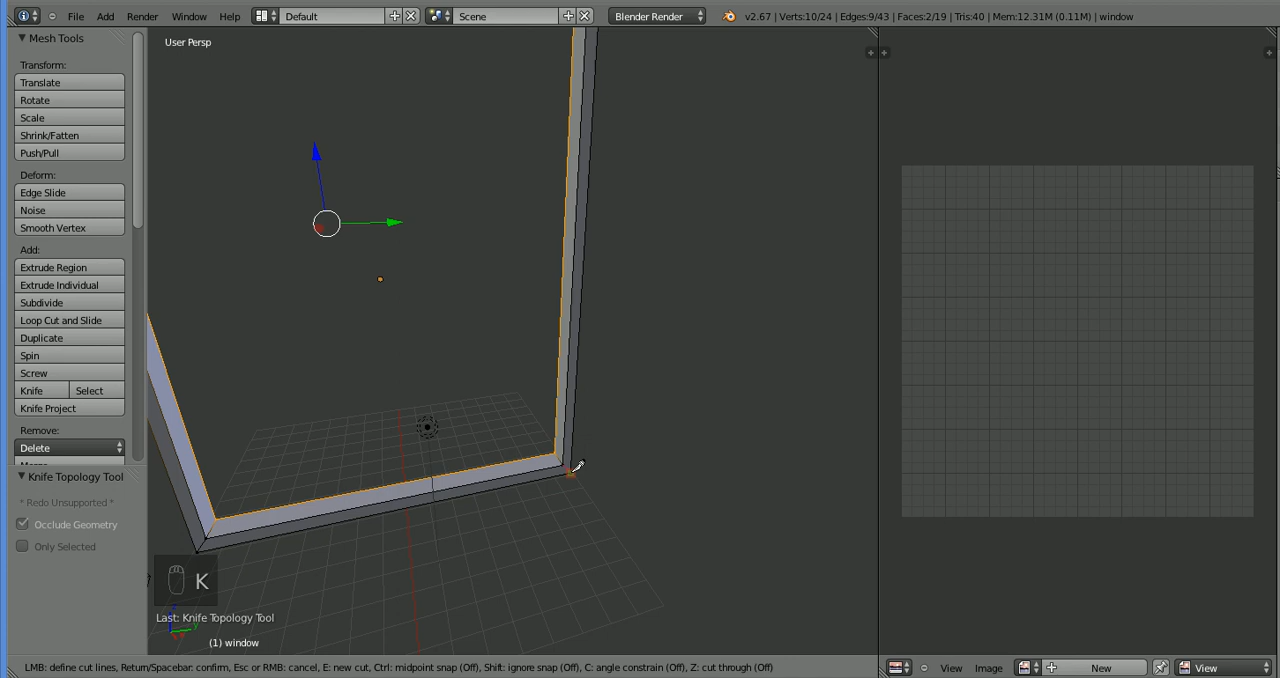 File Add Render Window Help Default Scene Blender Render v2.67 | Verts:10/24 | Edges:9/43 | Faces:2/19 | Tris:40 | Mem:12.31M (0.11M) | window
Mesh Tools
User Persp
Transform:
Translate
Rotate
Scale
Shrink/Fatten
Push/Pull
Deform:
Edge Slide
Noise
Smooth Vertex
Add:
Extrude Region
Extrude Individual
Subdivide
Loop Cut and Slide
Duplicate
Spin
Screw
Knife Select
Knife Project
Remove:
Delete
Knife Topology Tool
* Redo Unsupported *
Occlude Geometry
Only Selected
K
Last: Knife Topology Tool
(1) window
LMB: define cut lines, Return/Spacebar: confirm, Esc or RMB: cancel, E: new cut, Ctrl: midpoint snap (Off), Shift: ignore snap (Off), C: angle constrain (Off), Z: cut through (Off)
View Image New View